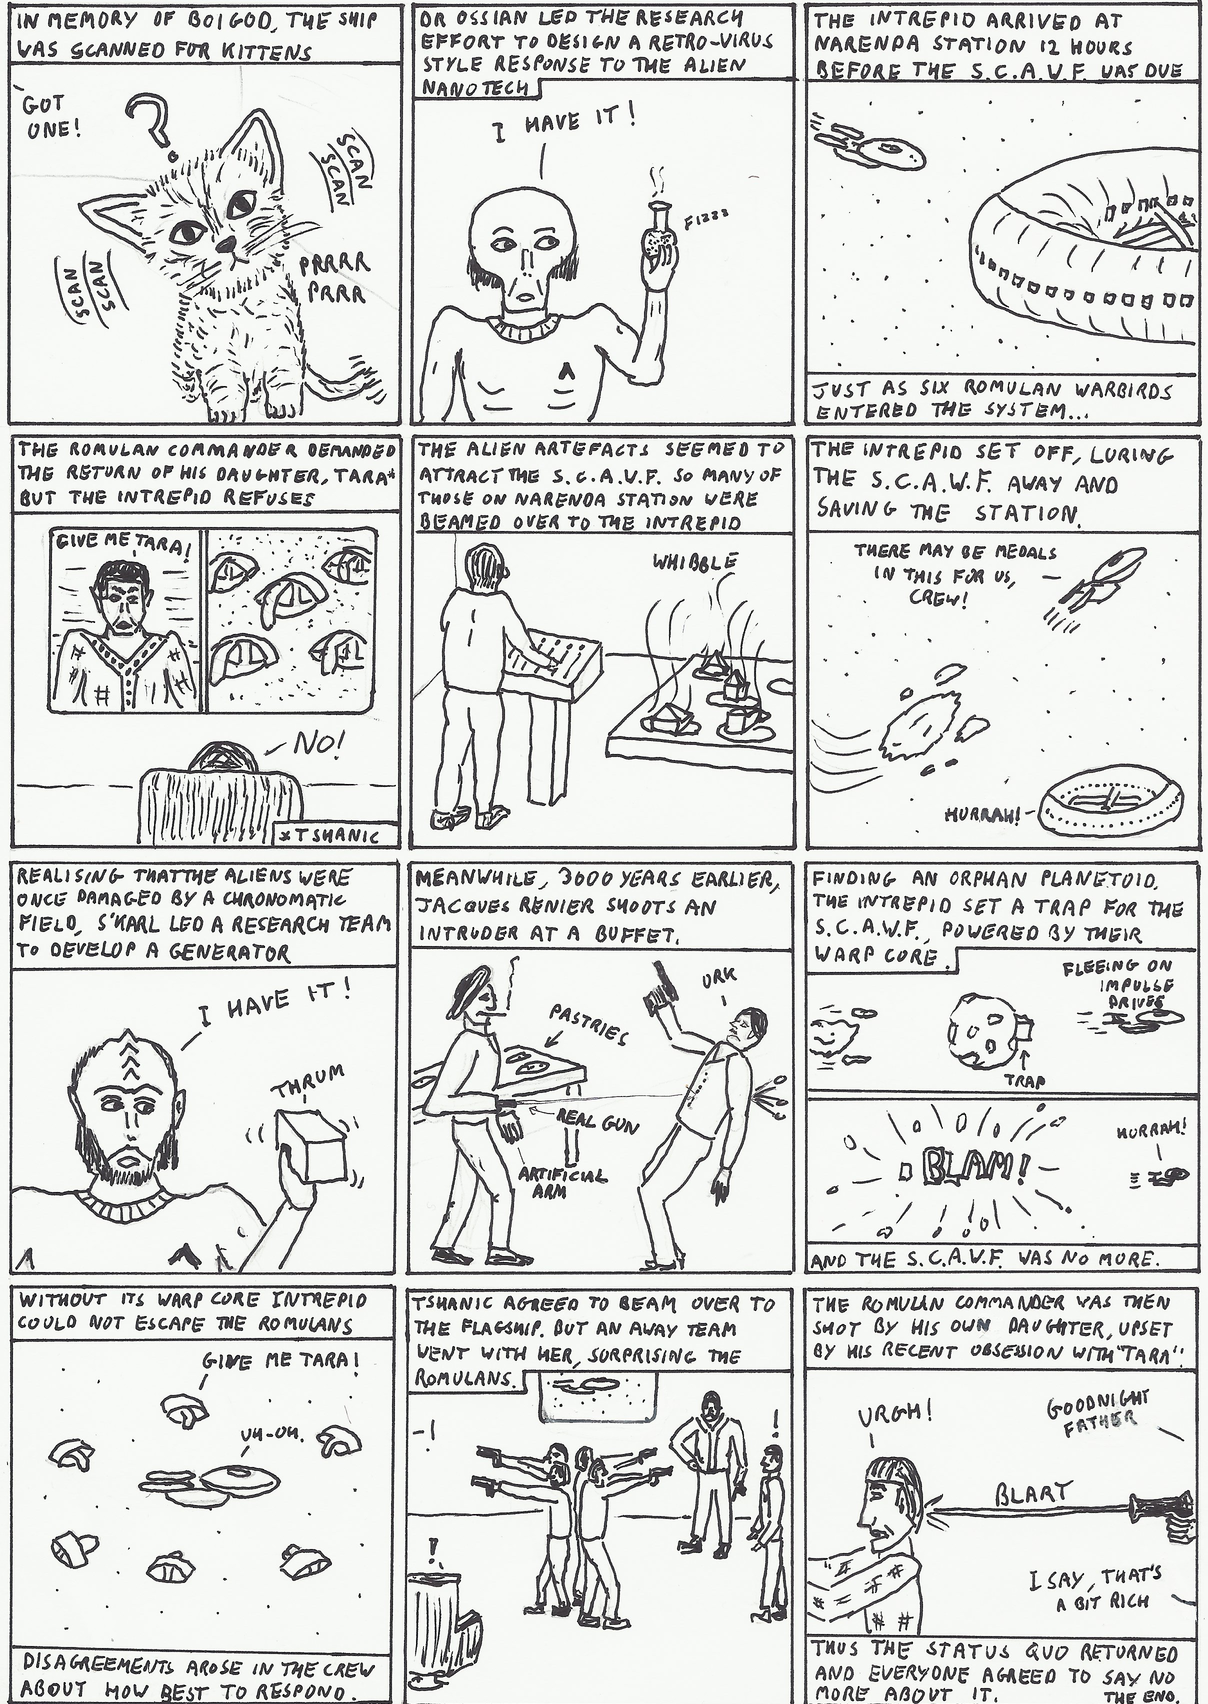 IN MEMORY OF BOIGOD, THE SHIP
WAS SCANNED FOR KITTENS
GOT
ONE!
?
SCAN
SCAN
SCAN
SCAN
PRRRR
PRRR
DR OSSIAN LED THE RESEARCH
EFFORT TO DESIGN A RETRO-VIRUS
STYLE RESPONSE TO THE ALIEN
NANOTECH
I HAVE IT!
FIZZZ
THE INTREPID ARRIVED AT
NARENDA STATION 12 HOURS
BEFORE THE S.C.A.W.F. WAS DUE
JUST AS SIX ROMULAN WARBIRDS
ENTERED THE SYSTEM...
THE ROMULAN COMMANDER DEMANDED
THE RETURN OF HIS DAUGHTER, TARA*
BUT THE INTREPID REFUSES
GIVE ME TARA!
NO!
*TSHANIC
THE ALIEN ARTEFACTS SEEMED TO
ATTRACT THE S.C.A.W.F. SO MANY OF
THOSE ON NARENDA STATION WERE
BEAMED OVER TO THE INTREPID
WHIBBLE
THE INTREPID SET OFF, LURING
THE S.C.A.W.F. AWAY AND
SAVING THE STATION.
THERE MAY BE MEDALS
IN THIS FOR US,
CREW!
HURRAH!
REALISING THAT THE ALIENS WERE
ONCE DAMAGED BY A CHRONOMATIC
FIELD, S'KARL LED A RESEARCH TEAM
TO DEVELOP A GENERATOR
I HAVE IT!
THRUM
MEANWHILE, 3000 YEARS EARLIER,
JACQUES RENIER SHOOTS AN
INTRUDER AT A BUFFET.
URK
PASTRIES
REAL GUN
ARTIFICIAL
ARM
FINDING AN ORPHAN PLANETOID,
THE INTREPID SET A TRAP FOR THE
S.C.A.W.F., POWERED BY THEIR
WARP CORE.
FLEEING ON
IMPULSE
DRIVES
TRAP
BLAM!
HURRAH!
AND THE S.C.A.W.F. WAS NO MORE.
WITHOUT ITS WARP CORE INTREPID
COULD NOT ESCAPE THE ROMULANS
GIVE ME TARA!
UH-OH.
DISAGREEMENTS AROSE IN THE CREW
ABOUT HOW BEST TO RESPOND.
TSHANIC AGREED TO BEAM OVER TO
THE FLAGSHIP. BUT AN AWAY TEAM
WENT WITH HER, SURPRISING THE
ROMULANS.
-!
!
!
THE ROMULAN COMMANDER WAS THEN
SHOT BY HIS OWN DAUGHTER, UPSET
BY HIS RECENT OBSESSION WITH "TARA".
URGH!
GOODNIGHT
FATHER
BLART
I SAY, THAT'S
A BIT RICH
THUS THE STATUS QUO RETURNED
AND EVERYONE AGREED TO SAY NO
MORE ABOUT IT. THE END.